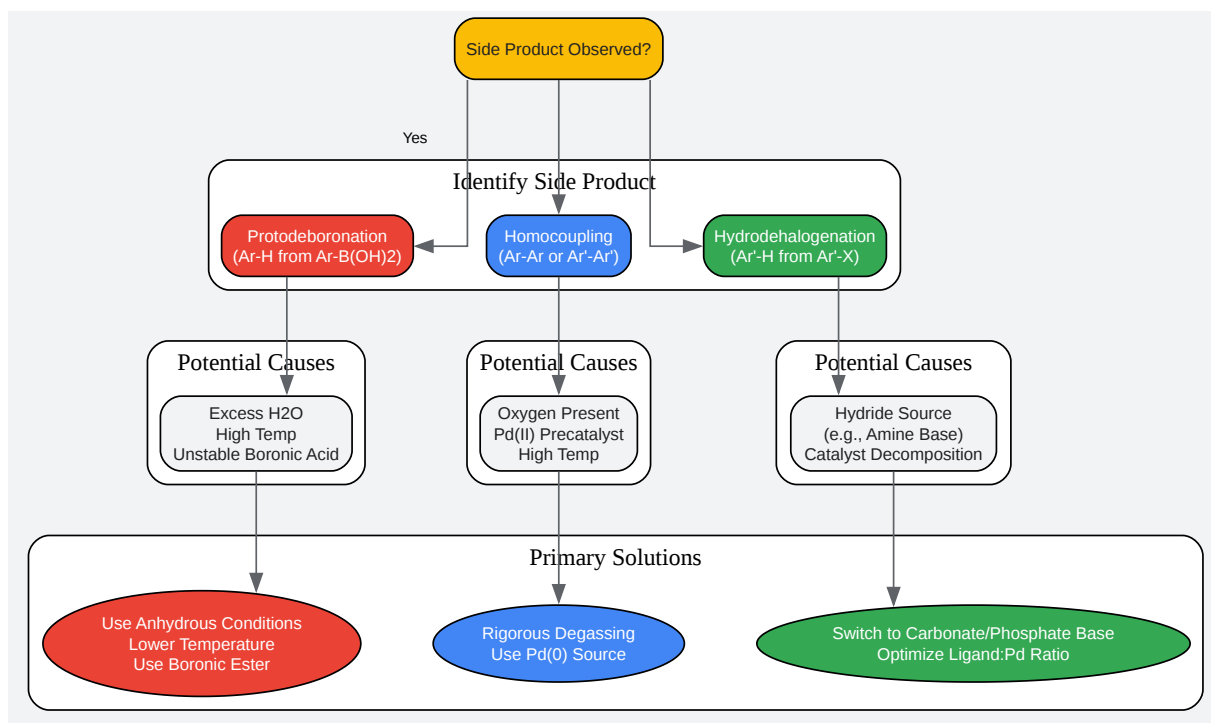 Side Product Observed?
Yes
Identify Side Product
Protodeboronation
(Ar-H from Ar-B(OH)2)
Homocoupling
(Ar-Ar or Ar'-Ar')
Hydrodehalogenation
(Ar'-H from Ar'-X)
Potential Causes
Excess H2O
High Temp
Unstable Boronic Acid
Potential Causes
Oxygen Present
Pd(II) Precatalyst
High Temp
Potential Causes
Hydride Source
(e.g., Amine Base)
Catalyst Decomposition
Primary Solutions
Use Anhydrous Conditions
Lower Temperature
Use Boronic Ester
Rigorous Degassing
Use Pd(0) Source
Switch to Carbonate/Phosphate Base
Optimize Ligand:Pd Ratio